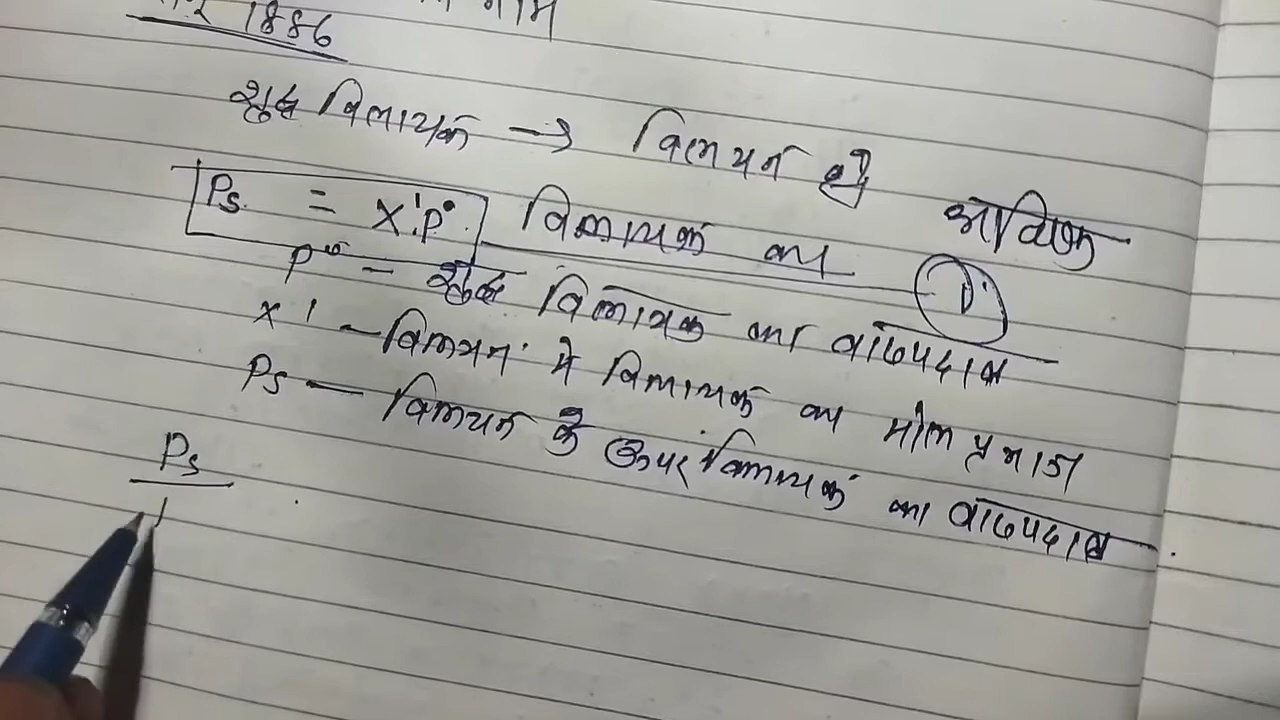 1886
शुद्ध विलायक → विलयन से
Ps = X'P° विलायक का
P° = शुद्ध विलायक का वाष्पदाब
x' – विलयन में विलायक का मोल प्रभाज
Ps – विलयन के ऊपर विलायक का वाष्पदाब
Ps